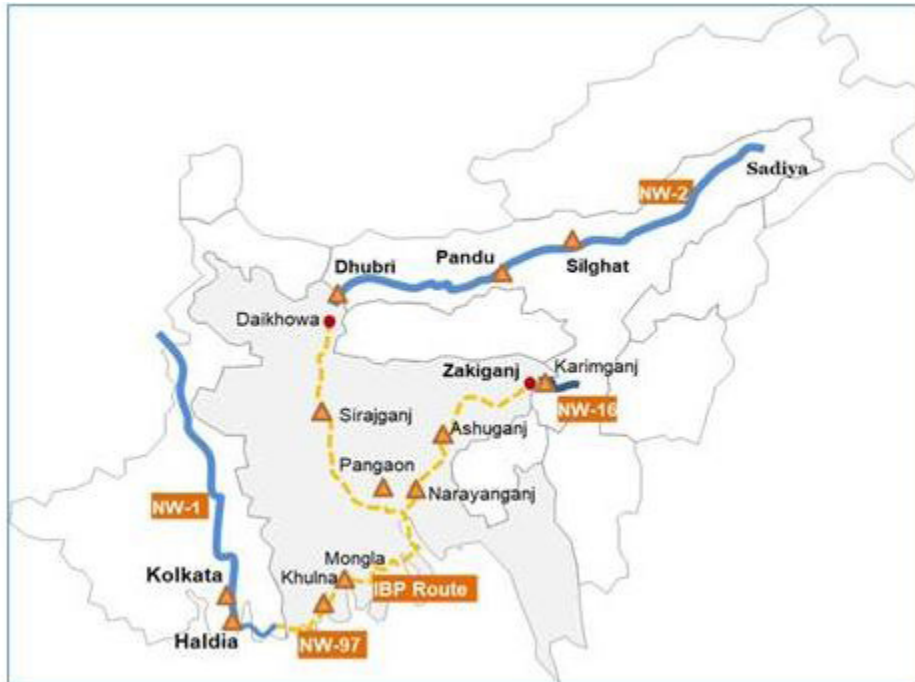 Sadiya
NW-2
Pandu
Dhubri
Silghat
Daikhowa
Zakiganj
Karimganj
NW-16
Sirajganj
Ashuganj
Pangaon
Narayanganj
NW-1
Mongla
Kolkata
Khulna
IBP Route
Haldia
NW-97